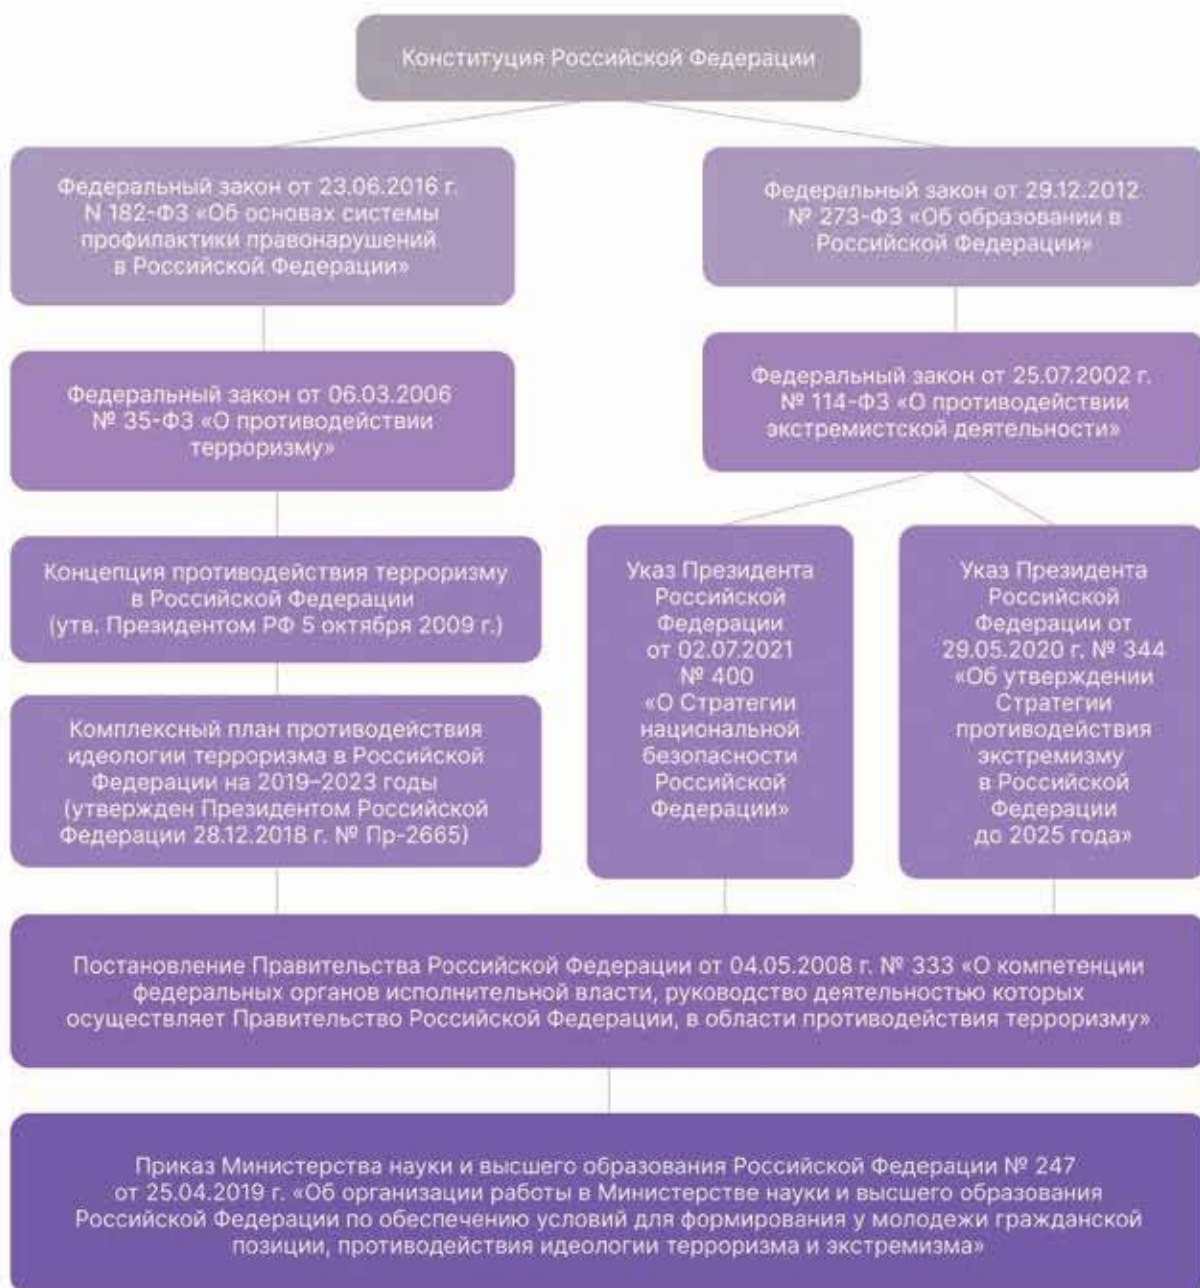 Конституция Российской Федерации
Федеральный закон от 23.06.2016 г.
N 182-ФЗ «Об основах системы
профилактики правонарушений
в Российской Федерации»
Федеральный закон от 29.12.2012
№ 273-ФЗ «Об образовании в
Российской Федерации»
Федеральный закон от 06.03.2006
№ 35-ФЗ «О противодействии
терроризму»
Федеральный закон от 25.07.2002 г.
№ 114-ФЗ «О противодействии
экстремистской деятельности»
Концепция противодействия терроризму
в Российской Федерации
(утв. Президентом РФ 5 октября 2009 г.)
Комплексный план противодействия
идеологии терроризма в Российской
Федерации на 2019–2023 годы
(утвержден Президентом Российской
Федерации 28.12.2018 г. № Пр-2665)
Указ Президента
Российской
Федерации
от 02.07.2021
№ 400
«О Стратегии
национальной
безопасности
Российской
Федерации»
Указ Президента
Российской
Федерации от
29.05.2020 г. № 344
«Об утверждении
Стратегии
противодействия
экстремизму
в Российской
Федерации
до 2025 года»
Постановление Правительства Российской Федерации от 04.05.2008 г. № 333 «О компетенции
федеральных органов исполнительной власти, руководство деятельностью которых
осуществляет Правительство Российской Федерации, в области противодействия терроризму»
Приказ Министерства науки и высшего образования Российской Федерации № 247
от 25.04.2019 г. «Об организации работы в Министерстве науки и высшего образования
Российской Федерации по обеспечению условий для формирования у молодежи гражданской
позиции, противодействия идеологии терроризма и экстремизма»